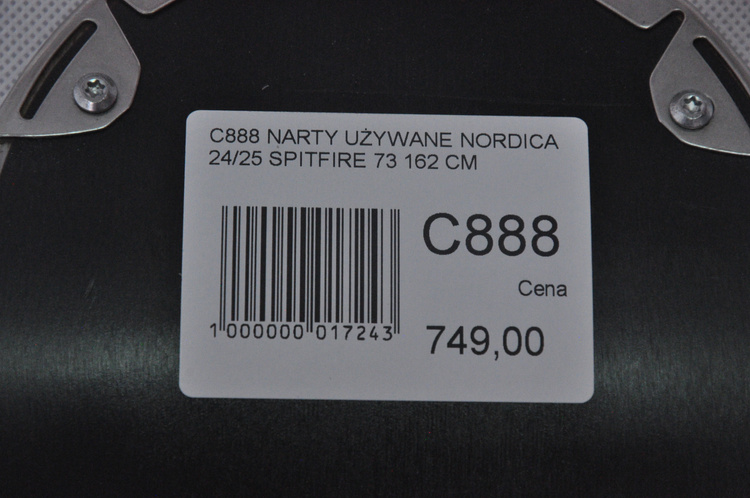 C888 NARTY UŻYWANE NORDICA
24/25 SPITFIRE 73 162 CM
C888
Cena
1 000000 017243
749,00